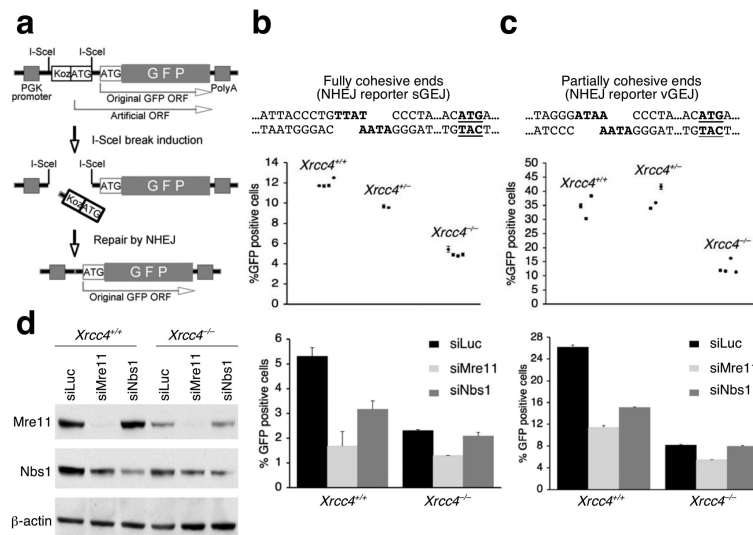 a
I-SceI I-SceI
Koz ATG ATG GFP
PGK promoter
PolyA
Original GFP ORF
Artificial ORF
I-SceI break induction
I-SceI I-SceI
ATG GFP
Koz ATG
Repair by NHEJ
ATG GFP
Original GFP ORF
b
Fully cohesive ends
(NHEJ reporter sGEJ)
...ATTACCCTGTTAT CCCTA...ACATGA...
...TAATGGGAC AATAGGGAT...TGTACT...
%GFP positive cells
14
12
10
8
6
4
2
0
Xrcc4+/+
Xrcc4+/–
Xrcc4–/–
% GFP positive cells
6
5
4
3
2
1
0
siLuc
siMre11
siNbs1
Xrcc4+/+ Xrcc4–/–
c
Partially cohesive ends
(NHEJ reporter vGEJ)
...TAGGGATAA CCCTA...ACATGA...
...ATCCC AATAGGGAT...TGTACT...
%GFP positive cells
50
45
40
35
30
25
20
15
10
5
0
Xrcc4+/+
Xrcc4+/–
Xrcc4–/–
% GFP positive cells
28
24
20
16
12
8
4
0
siLuc
siMre11
siNbs1
Xrcc4+/+ Xrcc4–/–
d
Xrcc4+/+ Xrcc4–/–
siLuc siMre11 siNbs1 siLuc siMre11 siNbs1
Mre11
Nbs1
β-actin